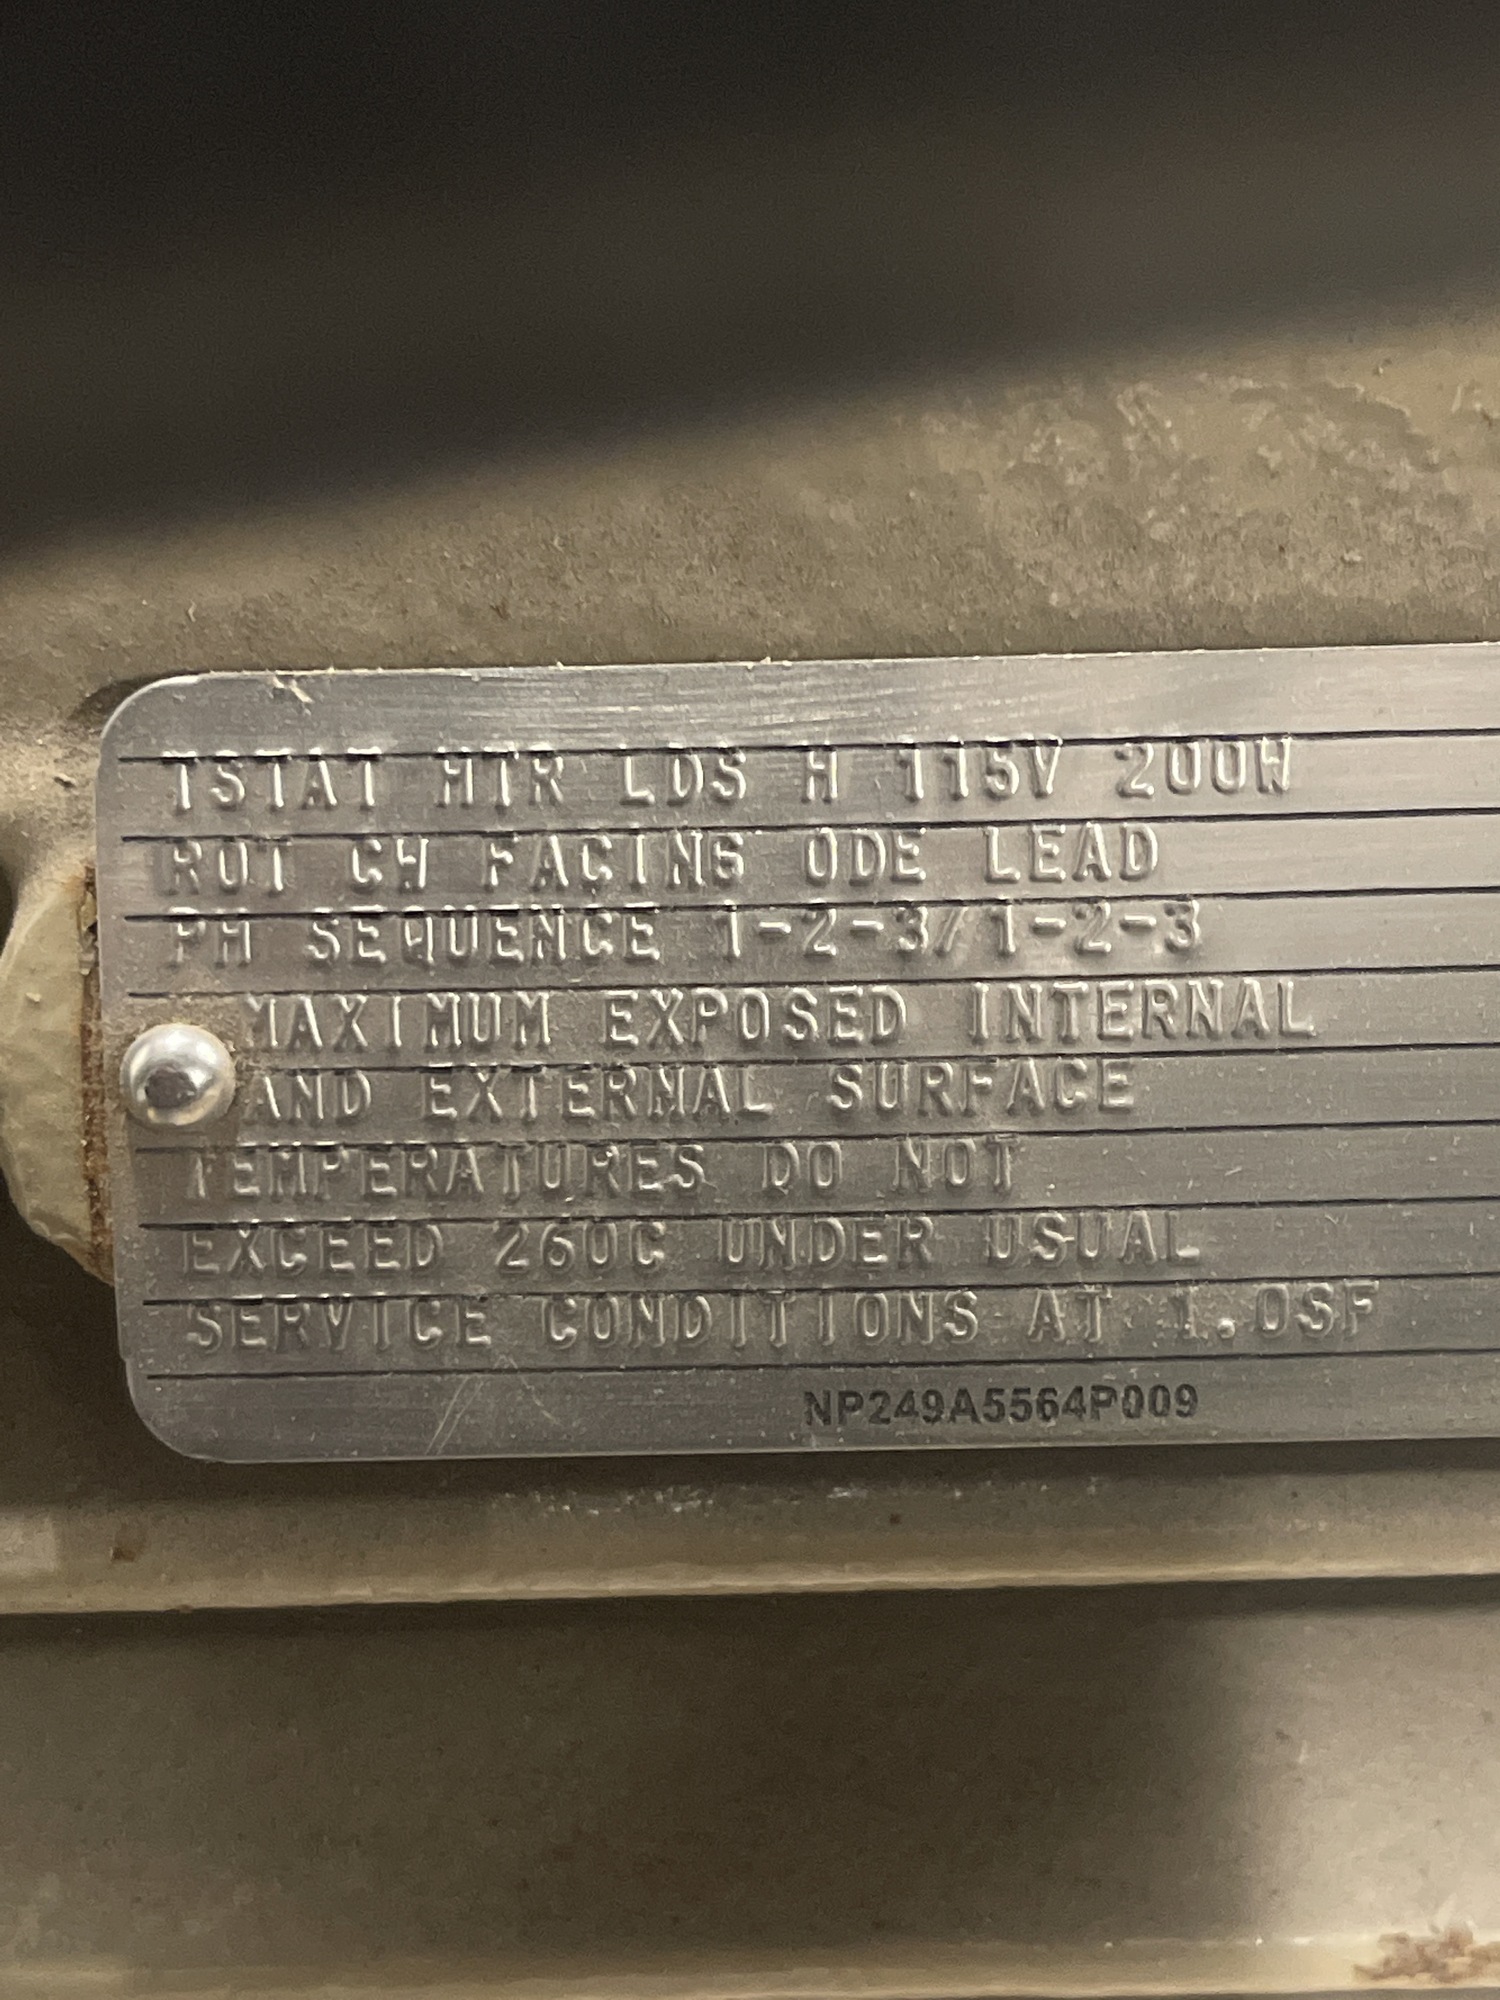 TSTAT HTR LDS H 115V 200W
ROT CW FACING ODE LEAD
PH SEQUENCE 1-2-3/1-2-3
MAXIMUM EXPOSED INTERNAL
AND EXTERNAL SURFACE
TEMPERATURES DO NOT
EXCEED 260C UNDER USUAL
SERVICE CONDITIONS AT 1.0SF
NP249A5564P009